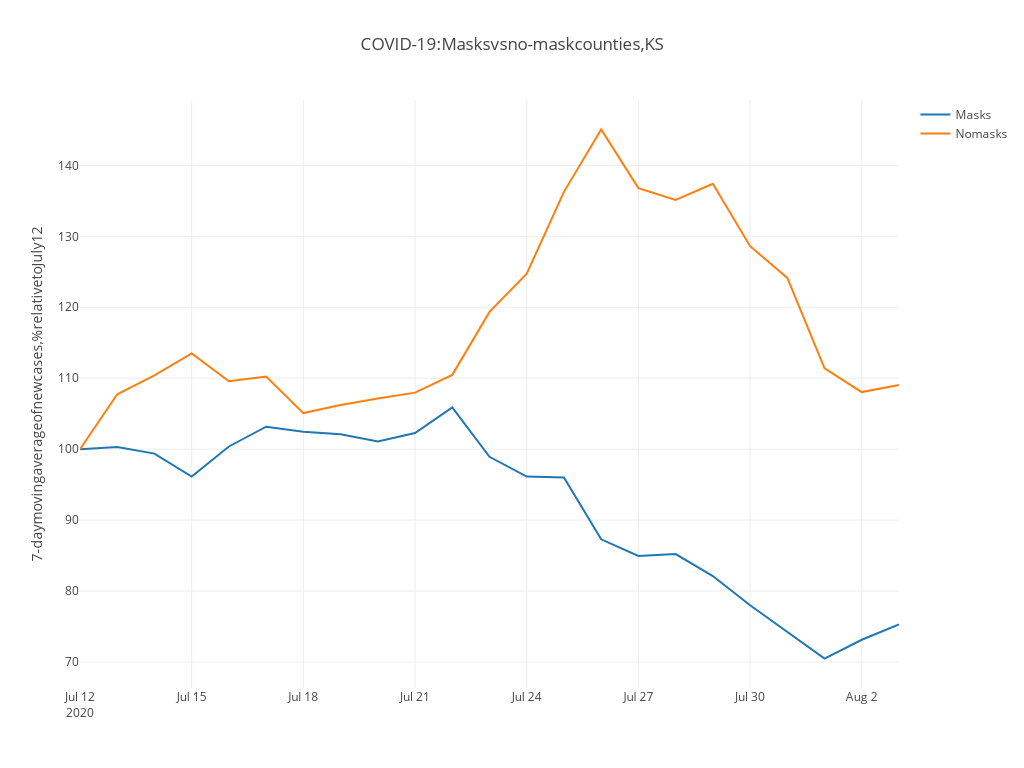 COVID-19:Masksvsno-maskcounties,KS
Masks
Nomasks
7-daymovingaverageofnewcases,%relativetoJuly12
140
130
120
110
100
90
80
70
Jul 12
2020
Jul 15
Jul 18
Jul 21
Jul 24
Jul 27
Jul 30
Aug 2